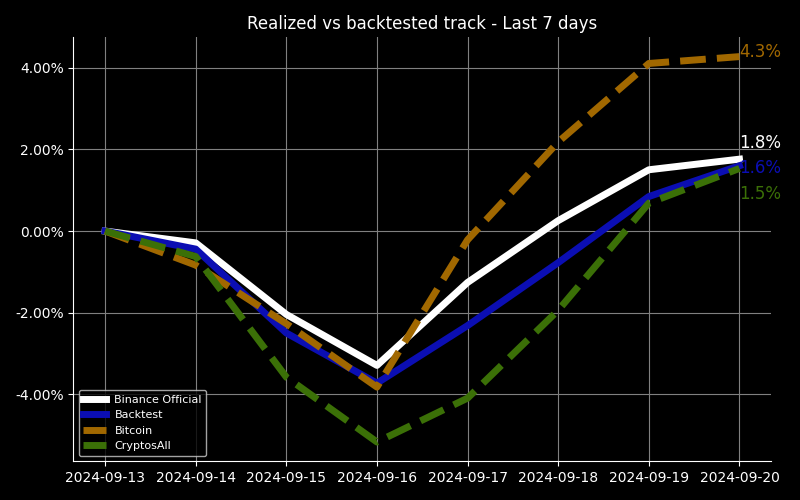 Realized vs backtested track - Last 7 days
4.00%
2.00%
0.00%
-2.00%
-4.00%
4.3%
1.8%
1.6%
1.5%
Binance Official
Backtest
Bitcoin
CryptosAll
2024-09-13 2024-09-14 2024-09-15 2024-09-16 2024-09-17 2024-09-18 2024-09-19 2024-09-20